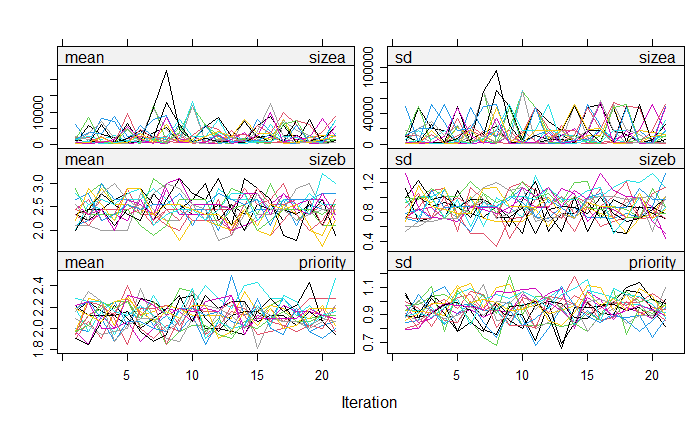 mean sizea
sd sizea
0 10000
0 40000 100000
mean sizeb
sd sizeb
2.0 2.5 3.0
0.4 0.8 1.2
mean priority
sd priority
1.8 2.0 2.2 2.4
0.7 0.9 1.1
5 10 15 20
5 10 15 20
Iteration